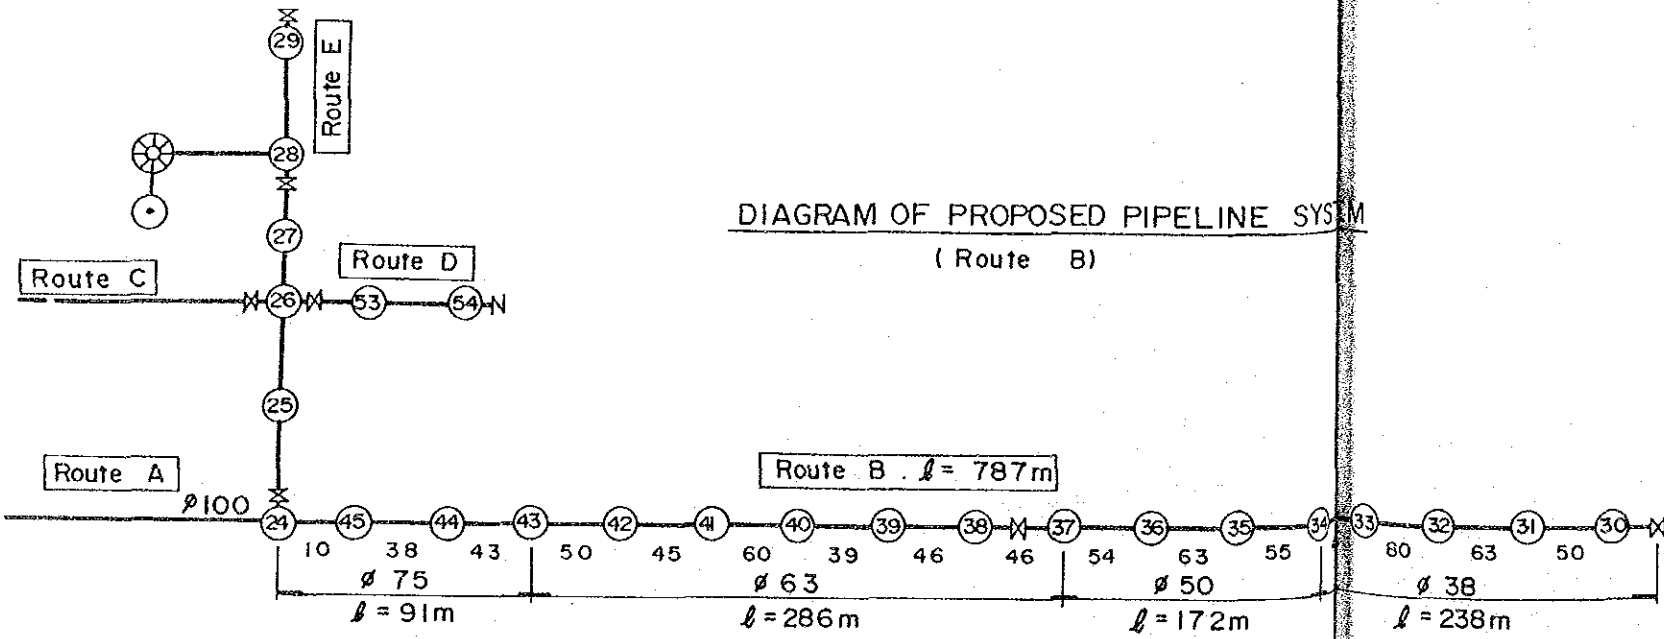 29
Route E
28
27
DIAGRAM OF PROPOSED PIPELINE SYSTEM
( Route B)
Route C
Route D
26 53 54 N
25
Route A
Route B . ℓ = 787m
ø100
24 45 44 43 42 41 40 39 38 37 36 35 34 33 32 31 30
10 38 43 50 45 60 39 46 46 54 63 55 80 63 50
ø 75 ø 63 ø 50 ø 38
ℓ = 91m ℓ = 286m ℓ = 172m ℓ = 238m